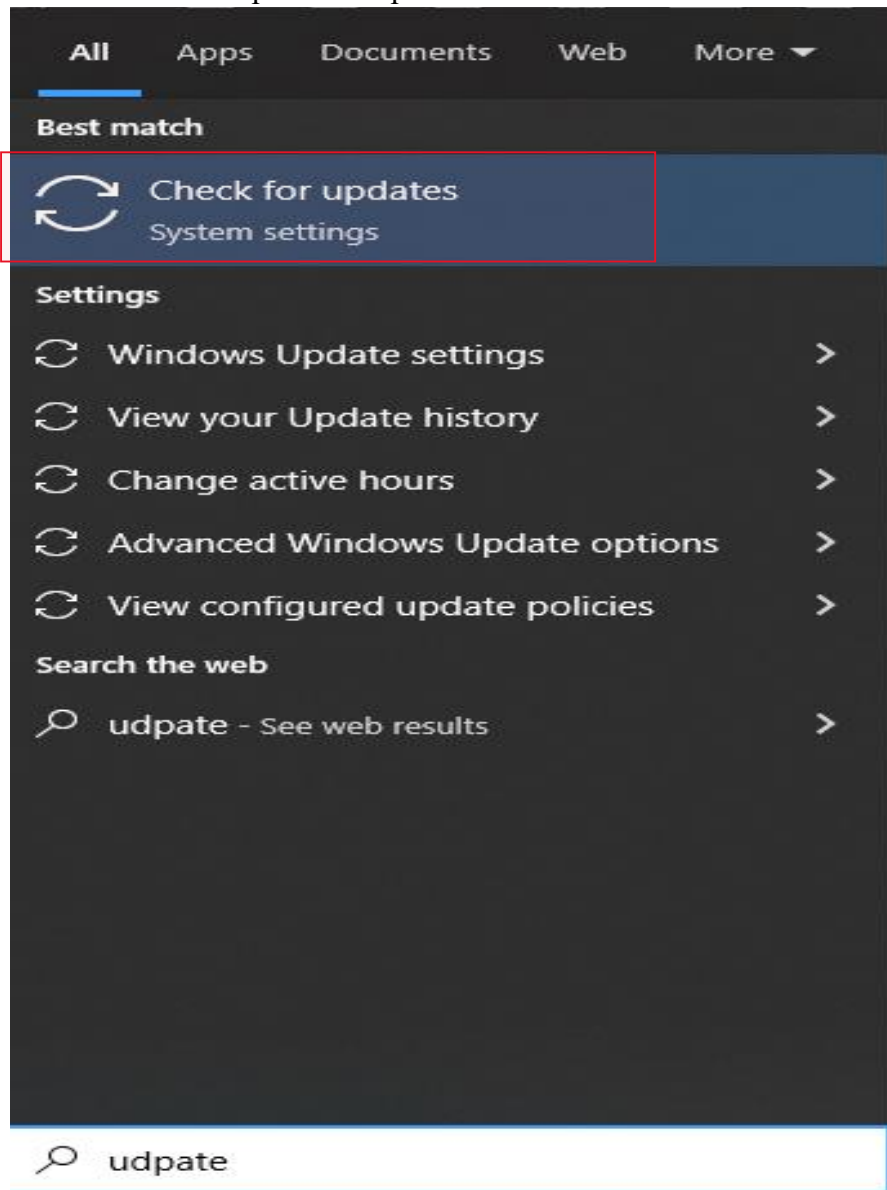 All Apps Documents Web More
Best match
Check for updates
System settings
Settings
Windows Update settings
View your Update history
Change active hours
Advanced Windows Update options
View configured update policies
Search the web
udpate - See web results
udpate